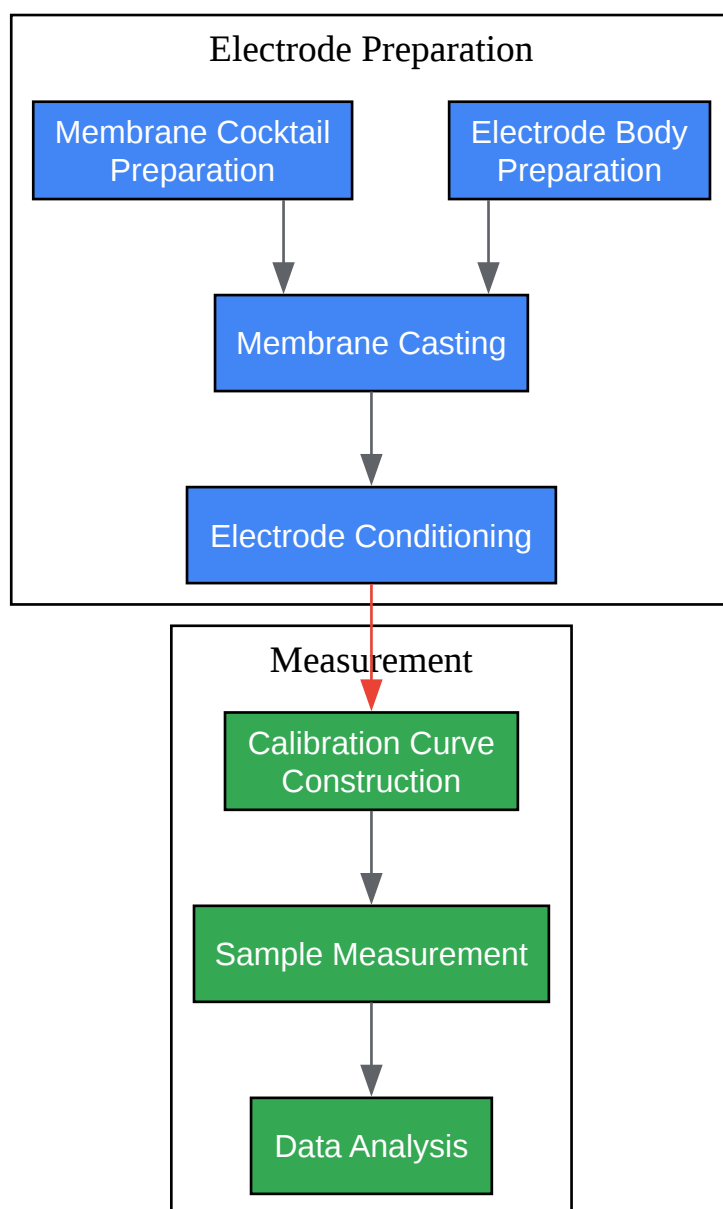 Electrode Preparation
Membrane Cocktail
Preparation
Electrode Body
Preparation
Membrane Casting
Electrode Conditioning
Measurement
Calibration Curve
Construction
Sample Measurement
Data Analysis